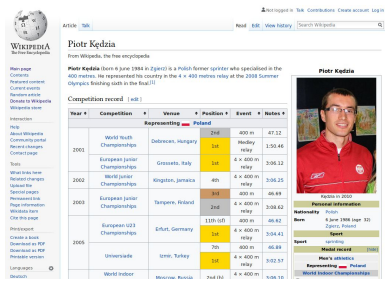 Not logged in Talk Contributions Create account Log in
Article Talk Read Edit View history Search Wikipedia
WIKIPEDIA
The Free Encyclopedia
Main page
Contents
Featured content
Current events
Random article
Donate to Wikipedia
Wikipedia store
Interaction
Help
About Wikipedia
Community portal
Recent changes
Contact page
Tools
What links here
Related changes
Upload file
Special pages
Permanent link
Page information
Wikidata item
Cite this page
Print/export
Create a book
Download as PDF
Printable version
Languages
Deutsch
Piotr Kędzia
From Wikipedia, the free encyclopedia
Piotr Kędzia (born 6 June 1984 in Zgierz) is a Polish former sprinter who specialised in the
400 metres. He represented his country in the 4 × 400 metres relay at the 2008 Summer
Olympics finishing sixth in the final.[1]
Competition record [ edit ]
Year Competition Venue Position Event Notes
Representing Poland
2001 World Youth Championships Debrecen, Hungary 2nd 400 m 47.12
1st Medley relay 1:50.46
European Junior Championships Grosseto, Italy 1st 4 × 400 m relay 3:06.12
2002 World Junior Championships Kingston, Jamaica 4th 4 × 400 m relay 3:06.25
2003 European Junior Championships Tampere, Finland 3rd 400 m 46.69
2nd 4 × 400 m relay 3:08.62
2005 European U23 Championships Erfurt, Germany 11th (sf) 400 m 46.62
1st 4 × 400 m relay 3:04.41
Universiade Izmir, Turkey 7th 400 m 46.89
1st 4 × 400 m relay 3:02.57
World Indoor Moscow, Russia 2nd (h) 4 × 400 m 3:06.10
Piotr Kędzia
Kędzia in 2010
Personal information
Nationality Polish
Born 6 June 1984 (age 32)
Zgierz, Poland
Sport
Sport sprinting
Medal record [hide]
Men's athletics
Representing Poland
World Indoor Championships